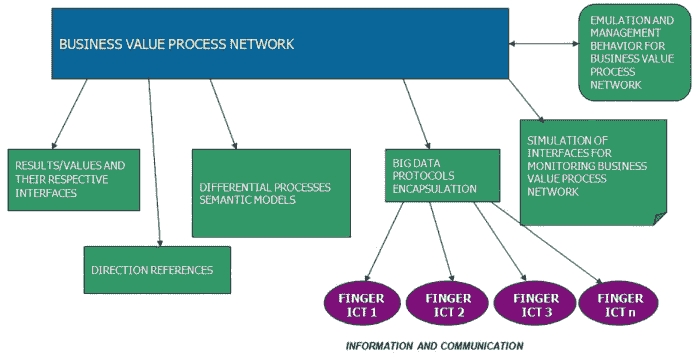 BUSINESS VALUE PROCESS NETWORK
EMULATION AND
MANAGEMENT
BEHAVIOR FOR
BUSINESS VALUE
PROCESS
NETWORK
RESULTS/VALUES AND
THEIR RESPECTIVE
INTERFACES
DIFFERENTIAL PROCESSES
SEMANTIC MODELS
BIG DATA
PROTOCOLS
ENCAPSULATION
SIMULATION OF
INTERFACES FOR
MONITORING BUSINESS
VALUE PROCESS
NETWORK
DIRECTION REFERENCES
FINGER
ICT 1
FINGER
ICT 2
FINGER
ICT 3
FINGER
ICT n
INFORMATION AND COMMUNICATION